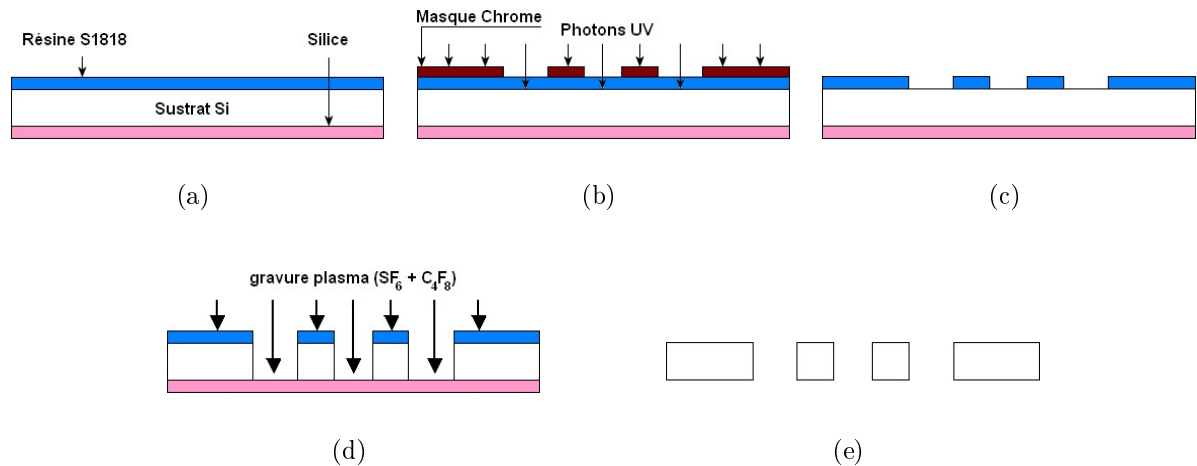 Résine S1818
Silice
Sustrat Si
(a)
Masque Chrome
Photons UV
(b)
(c)
gravure plasma (SF6 + C4F8)
(d)
(e)